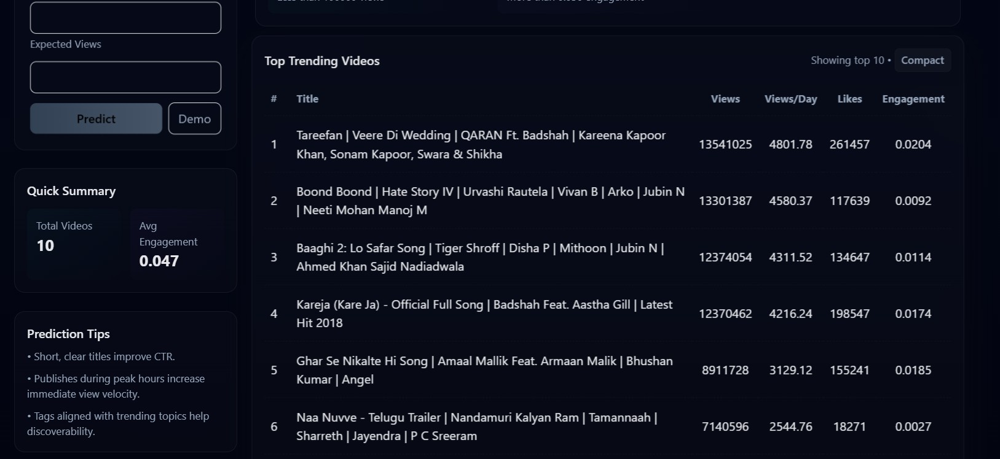 Expected Views
Predict
Demo
Quick Summary
Total Videos
10
Avg
Engagement
0.047
Prediction Tips
• Short, clear titles improve CTR.
• Publishes during peak hours increase
immediate view velocity.
• Tags aligned with trending topics help
discoverability.
Top Trending Videos
Showing top 10 • Compact
# Title Views Views/Day Likes Engagement
1 Tareefan | Veere Di Wedding | QARAN Ft. Badshah | Kareena Kapoor
Khan, Sonam Kapoor, Swara & Shikha
13541025 4801.78 261457 0.0204
2 Boond Boond | Hate Story IV | Urvashi Rautela | Vivan B | Arko | Jubin N
| Neeti Mohan Manoj M
13301387 4580.37 117639 0.0092
3 Baaghi 2: Lo Safar Song | Tiger Shroff | Disha P | Mithoon | Jubin N |
Ahmed Khan Sajid Nadiadwala
12374054 4311.52 134647 0.0114
4 Kareja (Kare Ja) - Official Full Song | Badshah Feat. Aastha Gill | Latest
Hit 2018
12370462 4216.24 198547 0.0174
5 Ghar Se Nikalte Hi Song | Amaal Mallik Feat. Armaan Malik | Bhushan
Kumar | Angel
8911728 3129.12 155241 0.0185
6 Naa Nuvve - Telugu Trailer | Nandamuri Kalyan Ram | Tamannaah |
Sharreth | Jayendra | P C Sreeram
7140596 2544.76 18271 0.0027